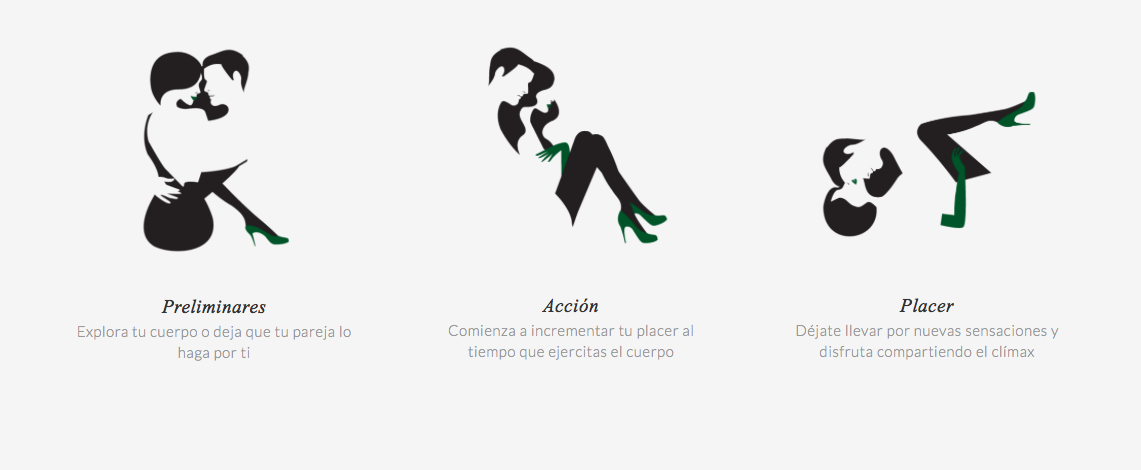 Preliminares
Explora tu cuerpo o deja que tu pareja lo
haga por ti
Acción
Comienza a incrementar tu placer al
tiempo que ejercitas el cuerpo
Placer
Déjate llevar por nuevas sensaciones y
disfruta compartiendo el clímax